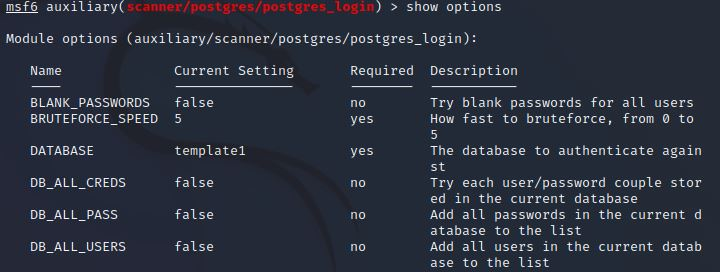 msf6 auxiliary(scanner/postgres/postgres_login) > show options
Module options (auxiliary/scanner/postgres/postgres_login):
Name Current Setting Required Description
BLANK_PASSWORDS false no Try blank passwords for all users
BRUTEFORCE_SPEED 5 yes How fast to bruteforce, from 0 to
5
DATABASE template1 yes The database to authenticate again
st
DB_ALL_CREDS false no Try each user/password couple stor
ed in the current database
DB_ALL_PASS false no Add all passwords in the current d
atabase to the list
DB_ALL_USERS false no Add all users in the current datab
ase to the list